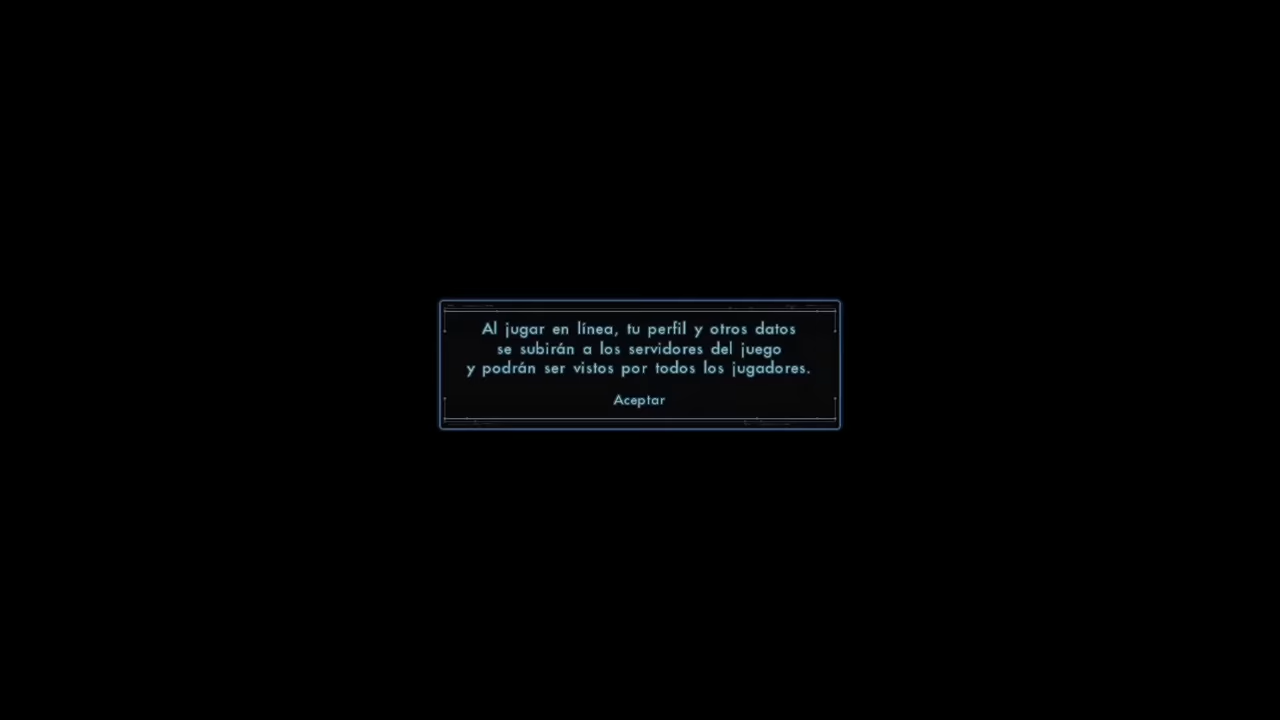 Al jugar en línea, tu perfil y otros datos
se subirán a los servidores del juego
y podrán ser vistos por todos los jugadores.
Aceptar